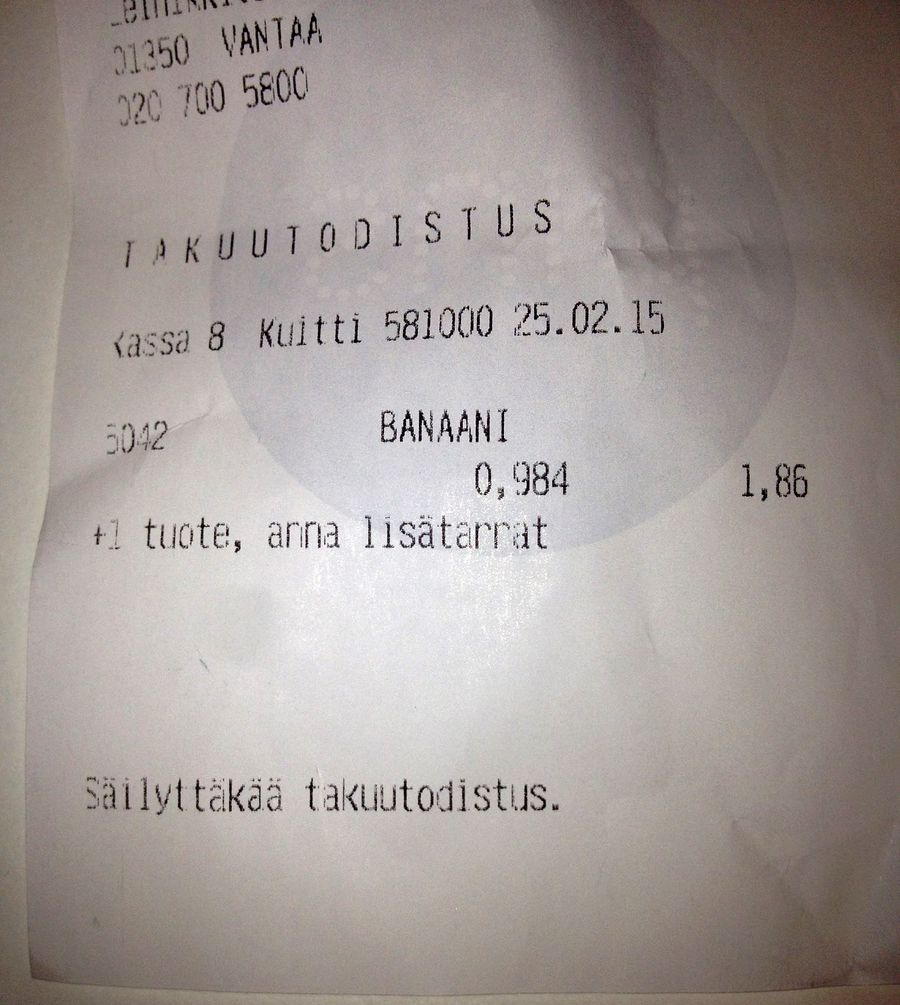 01350 VANTAA
020 700 5800
TAKUUTODISTUS
Kassa 8 Kuitti 581000 25.02.15
5042 BANAANI
0,984 1,86
+1 tuote, anna lisätarrat
Säilyttäkää takuutodistus.